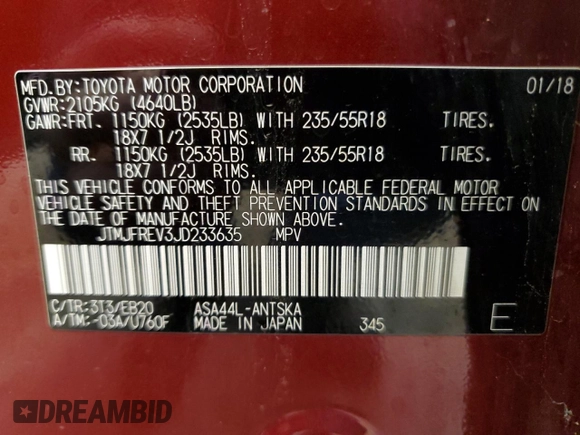 MFD. BY:TOYOTA MOTOR CORPORATION 01/18
GVWR:2105KG (4640LB)
GAWR:FRT. 1150KG (2535LB) WITH 235/55R18 TIRES.
18X7 1/2J RIMS.
RR. 1150KG (2535LB) WITH 235/55R18 TIRES.
18X7 1/2J RIMS.
THIS VEHICLE CONFORMS TO ALL APPLICABLE FEDERAL MOTOR
VEHICLE SAFETY AND THEFT PREVENTION STANDARDS IN EFFECT ON
THE DATE OF MANUFACTURE SHOWN ABOVE.
JTMJFREV3JD233635 MPV
C/TR:3T3/EB20 ASA44L-ANTSKA
A/TM:-03A/U760F MADE IN JAPAN 345 E
DREAMBID